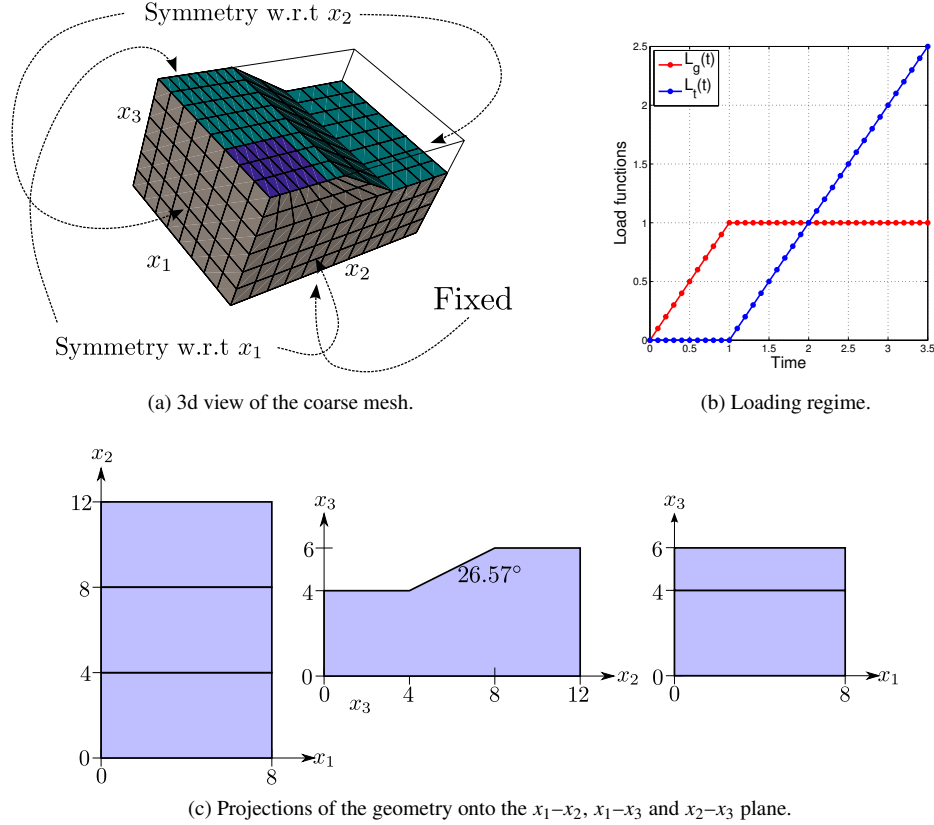 Symmetry w.r.t x₂
x₃
x₁
x₂
Fixed
Symmetry w.r.t x₁
(a) 3d view of the coarse mesh.
L_g(t)
L_t(t)
Load functions
2.5
2
1.5
1
0.5
0
0 0.5 1 1.5 2 2.5 3 3.5
Time
(b) Loading regime.
x₂
12
8
4
0
0 8
x₁
x₃
6
4
0
26.57°
0 4 8 12
x₂
x₃
x₃
6
4
0
0 8
x₁
(c) Projections of the geometry onto the x₁–x₂, x₁–x₃ and x₂–x₃ plane.